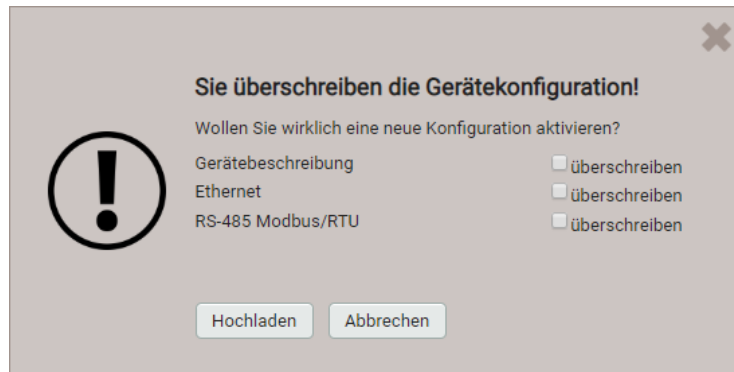 Sie überschreiben die Gerätekonfiguration!
Wollen Sie wirklich eine neue Konfiguration aktivieren?
Gerätebeschreibung überschreiben
Ethernet überschreiben
RS-485 Modbus/RTU überschreiben
Hochladen Abbrechen